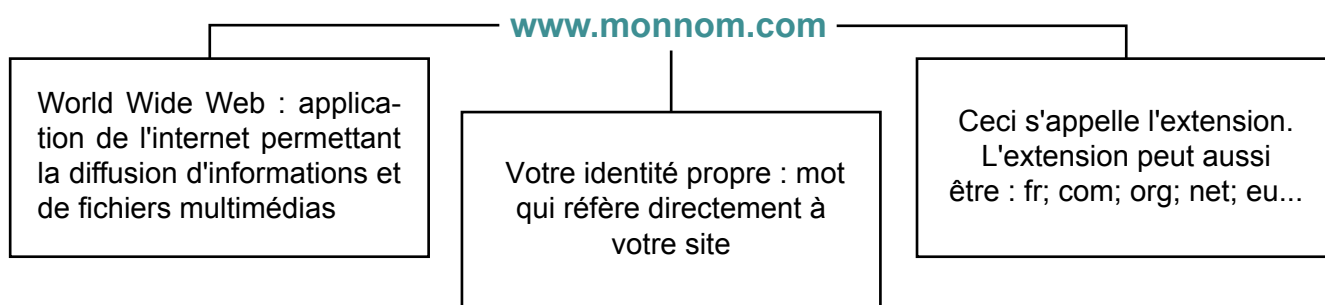 www.monnom.com
World Wide Web : applica-
tion de l'internet permettant
la diffusion d'informations et
de fichiers multimédias
Votre identité propre : mot
qui réfère directement à
votre site
Ceci s'appelle l'extension.
L'extension peut aussi
être : fr; com; org; net; eu...